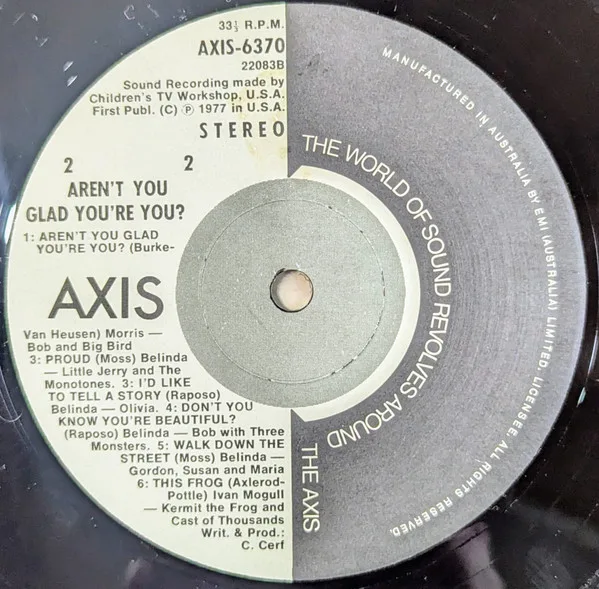 33⅓ R.P.M.
AXIS-6370
22083B
Sound Recording made by
Children's TV Workshop, U.S.A.
First Publ. (C) Ⓟ 1977 in U.S.A.
STEREO
2 2
AREN'T YOU
GLAD YOU'RE YOU?
1: AREN'T YOU GLAD
YOU'RE YOU? (Burke-
AXIS
Van Heusen) Morris —
Bob and Big Bird
3: PROUD (Moss) Belinda
— Little Jerry and The
Monotones. 3: I'D LIKE
TO TELL A STORY (Raposo)
Belinda — Olivia. 4: DON'T YOU
KNOW YOU'RE BEAUTIFUL?
(Raposo) Belinda — Bob with Three
Monsters. 5: WALK DOWN THE
STREET (Moss) Belinda —
Gordon, Susan and Maria
6: THIS FROG (Axlerod-
Pottle) Ivan Mogull
— Kermit the Frog and
Cast of Thousands
Writ. & Prod.:
C. Cerf
THE WORLD OF SOUND REVOLVES AROUND THE AXIS
MANUFACTURED IN AUSTRALIA BY EMI (AUSTRALIA) LIMITED. LICENSEE. ALL RIGHTS RESERVED.